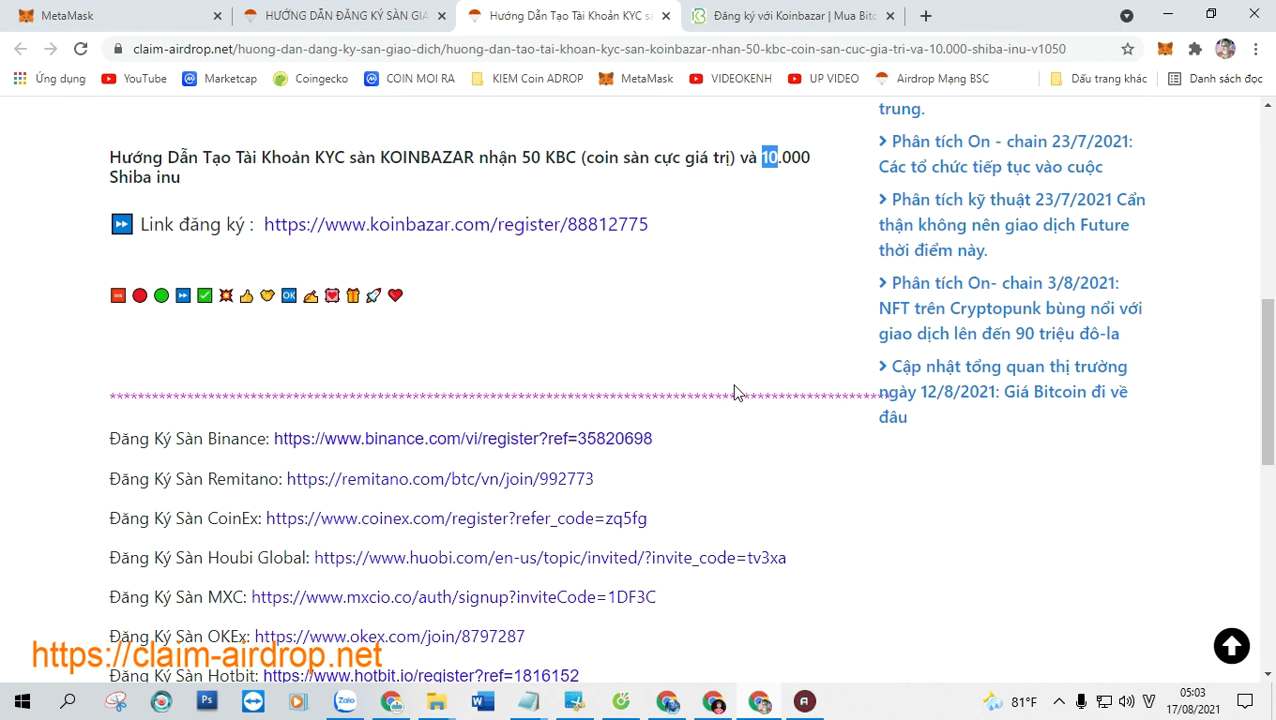 MetaMask
HƯỚNG DẪN ĐĂNG KÝ SÀN GIA
Hướng Dẫn Tạo Tài Khoản KYC sà
Đăng ký với Koinbazar | Mua Bitc
claim-airdrop.net/huong-dan-dang-ky-san-giao-dich/huong-dan-tao-tai-khoan-kyc-san-koinbazar-nhan-50-kbc-coin-san-cuc-gia-tri-va-10.000-shiba-inu-v1050
Ứng dụng
YouTube
Marketcap
Coingecko
COIN MOI RA
KIEM Coin ADROP
MetaMask
VIDEOKENH
UP VIDEO
Airdrop Mạng BSC
Dấu trang khác
Danh sách đọc
Hướng Dẫn Tạo Tài Khoản KYC sàn KOINBAZAR nhận 50 KBC (coin sàn cực giá trị) và 10.000
Shiba inu
Link đăng ký : https://www.koinbazar.com/register/88812775
OK
Đăng Ký Sàn Binance: https://www.binance.com/vi/register?ref=35820698
Đăng Ký Sàn Remitano: https://remitano.com/btc/vn/join/992773
Đăng Ký Sàn CoinEx: https://www.coinex.com/register?refer_code=zq5fg
Đăng Ký Sàn Houbi Global: https://www.huobi.com/en-us/topic/invited/?invite_code=tv3xa
Đăng Ký Sàn MXC: https://www.mxcio.co/auth/signup?inviteCode=1DF3C
Đăng Ký Sàn OKEx: https://www.okex.com/join/8797287
Đăng Ký Sàn Hotbit: https://www.hotbit.io/register?ref=1816152
trung.
Phân tích On - chain 23/7/2021:
Các tổ chức tiếp tục vào cuộc
Phân tích kỹ thuật 23/7/2021 Cẩn
thận không nên giao dịch Future
thời điểm này.
Phân tích On- chain 3/8/2021:
NFT trên Cryptopunk bùng nổi với
giao dịch lên đến 90 triệu đô-la
Cập nhật tổng quan thị trường
ngày 12/8/2021: Giá Bitcoin đi về
đâu
https://claim-airdrop.net
Ps
Zalo
81°F
V
05:03
17/08/2021